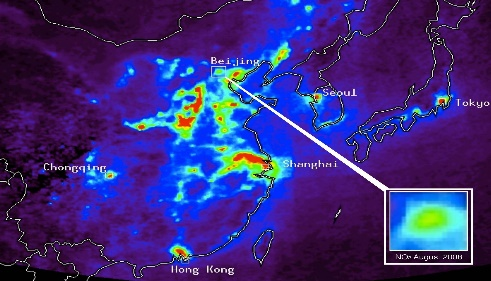 Beijing
Seoul
Tokyo
Chongqing
Shanghai
Hong Kong
NO₂ August 2008